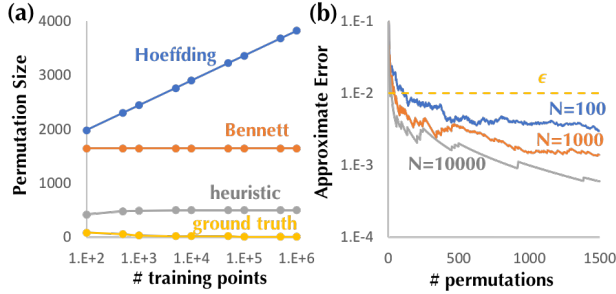 (a)
4000
3000
2000
1000
0
Permutation Size
Hoeffding
Bennett
heuristic
ground truth
1.E+2 1.E+3 1.E+4 1.E+5 1.E+6
# training points
(b)
1.E-1
1.E-2
1.E-3
1.E-4
Approximate Error
ϵ
N=100
N=1000
N=10000
0 500 1000 1500
# permutations